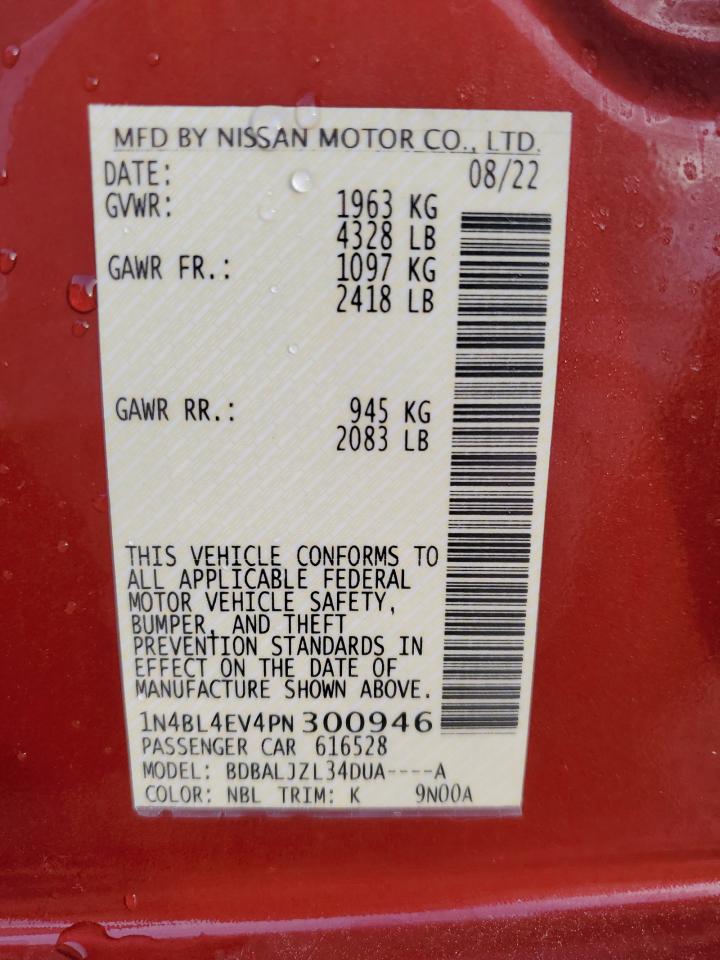 MFD BY NISSAN MOTOR CO., LTD.
DATE: 08/22
GVWR: 1963 KG
4328 LB
GAWR FR.: 1097 KG
2418 LB
GAWR RR.: 945 KG
2083 LB
THIS VEHICLE CONFORMS TO
ALL APPLICABLE FEDERAL
MOTOR VEHICLE SAFETY,
BUMPER, AND THEFT
PREVENTION STANDARDS IN
EFFECT ON THE DATE OF
MANUFACTURE SHOWN ABOVE.
1N4BL4EV4PN300946
PASSENGER CAR 616528
MODEL: BDBALJZL34DUA----A
COLOR: NBL TRIM: K 9N00A